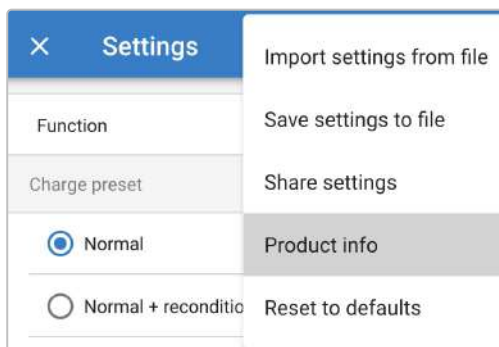 Settings
Function
Charge preset
Normal
Normal + reconditio
Import settings from file
Save settings to file
Share settings
Product info
Reset to defaults